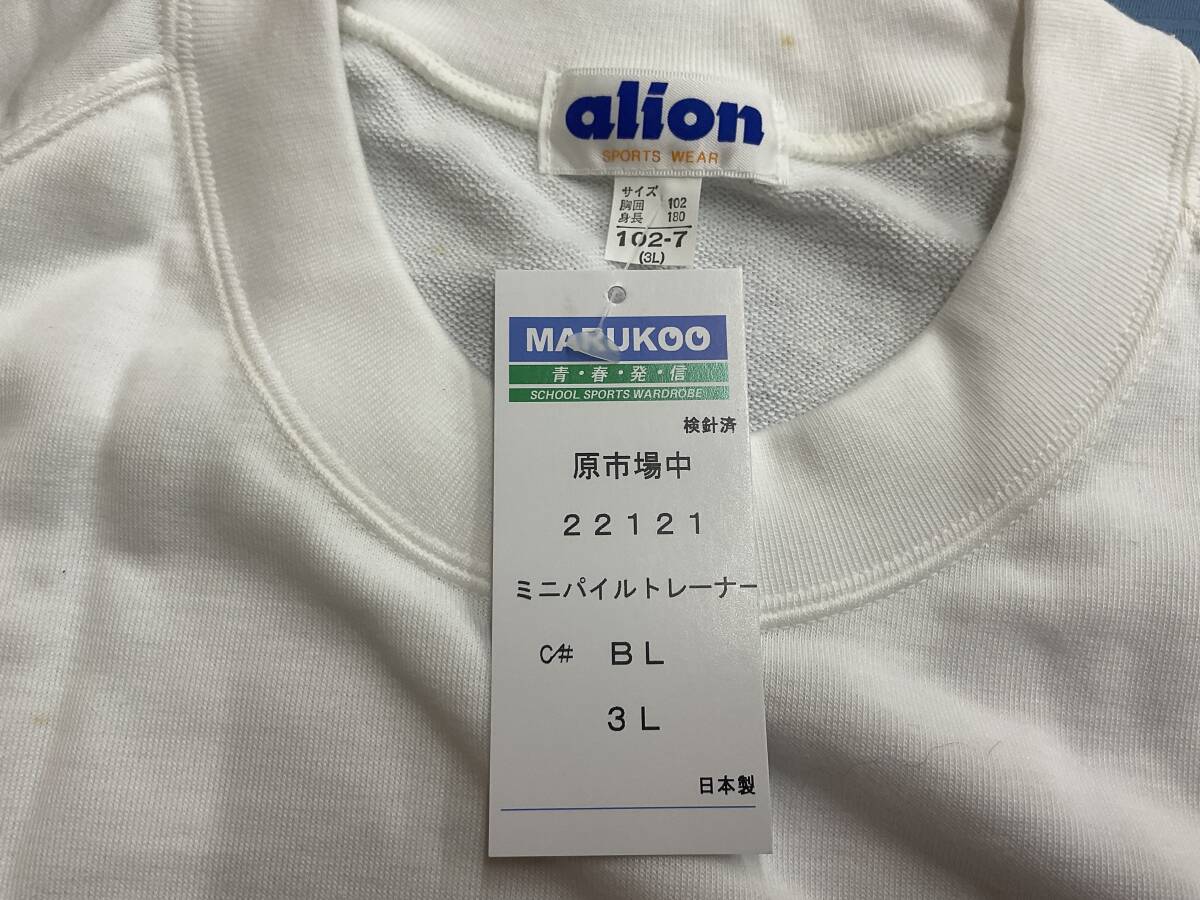 alion
SPORTS WEAR
サイズ
胸囲 102
身長 180
102-7
(3L)
MARUKOO
青・春・発・信
SCHOOL SPORTS WARDROBE
検針済
原市場中
22121
ミニパイルトレーナー
C# BL
3L
日本製